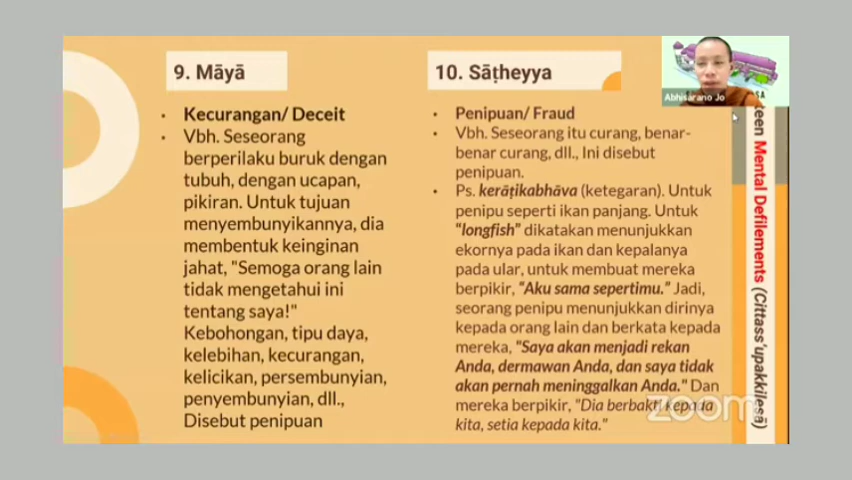 9. Māyā
Kecurangan/ Deceit
Vbh. Seseorang
berperilaku buruk dengan
tubuh, dengan ucapan,
pikiran. Untuk tujuan
menyembunyikannya, dia
membentuk keinginan
jahat, "Semoga orang lain
tidak mengetahui ini
tentang saya!"
Kebohongan, tipu daya,
kelebihan, kecurangan,
kelicikan, persembunyian,
penyembunyian, dll.,
Disebut penipuan
10. Sāṭheyya
Penipuan/ Fraud
Vbh. Seseorang itu curang, benar-
benar curang, dll., Ini disebut
penipuan.
Ps. kerāṭikabhāva (ketegaran). Untuk
penipu seperti ikan panjang. Untuk
"longfish" dikatakan menunjukkan
ekornya pada ikan dan kepalanya
pada ular, untuk membuat mereka
berpikir, "Aku sama sepertimu." Jadi,
seorang penipu menunjukkan dirinya
kepada orang lain dan berkata kepada
mereka, "Saya akan menjadi rekan
Anda, dermawan Anda, dan saya tidak
akan pernah meninggalkan Anda." Dan
mereka berpikir, "Dia berbakti kepada
kita, setia kepada kita."
Abhisarano Jo
Mental Defilements (Cittass'upakkilesā)
zoom